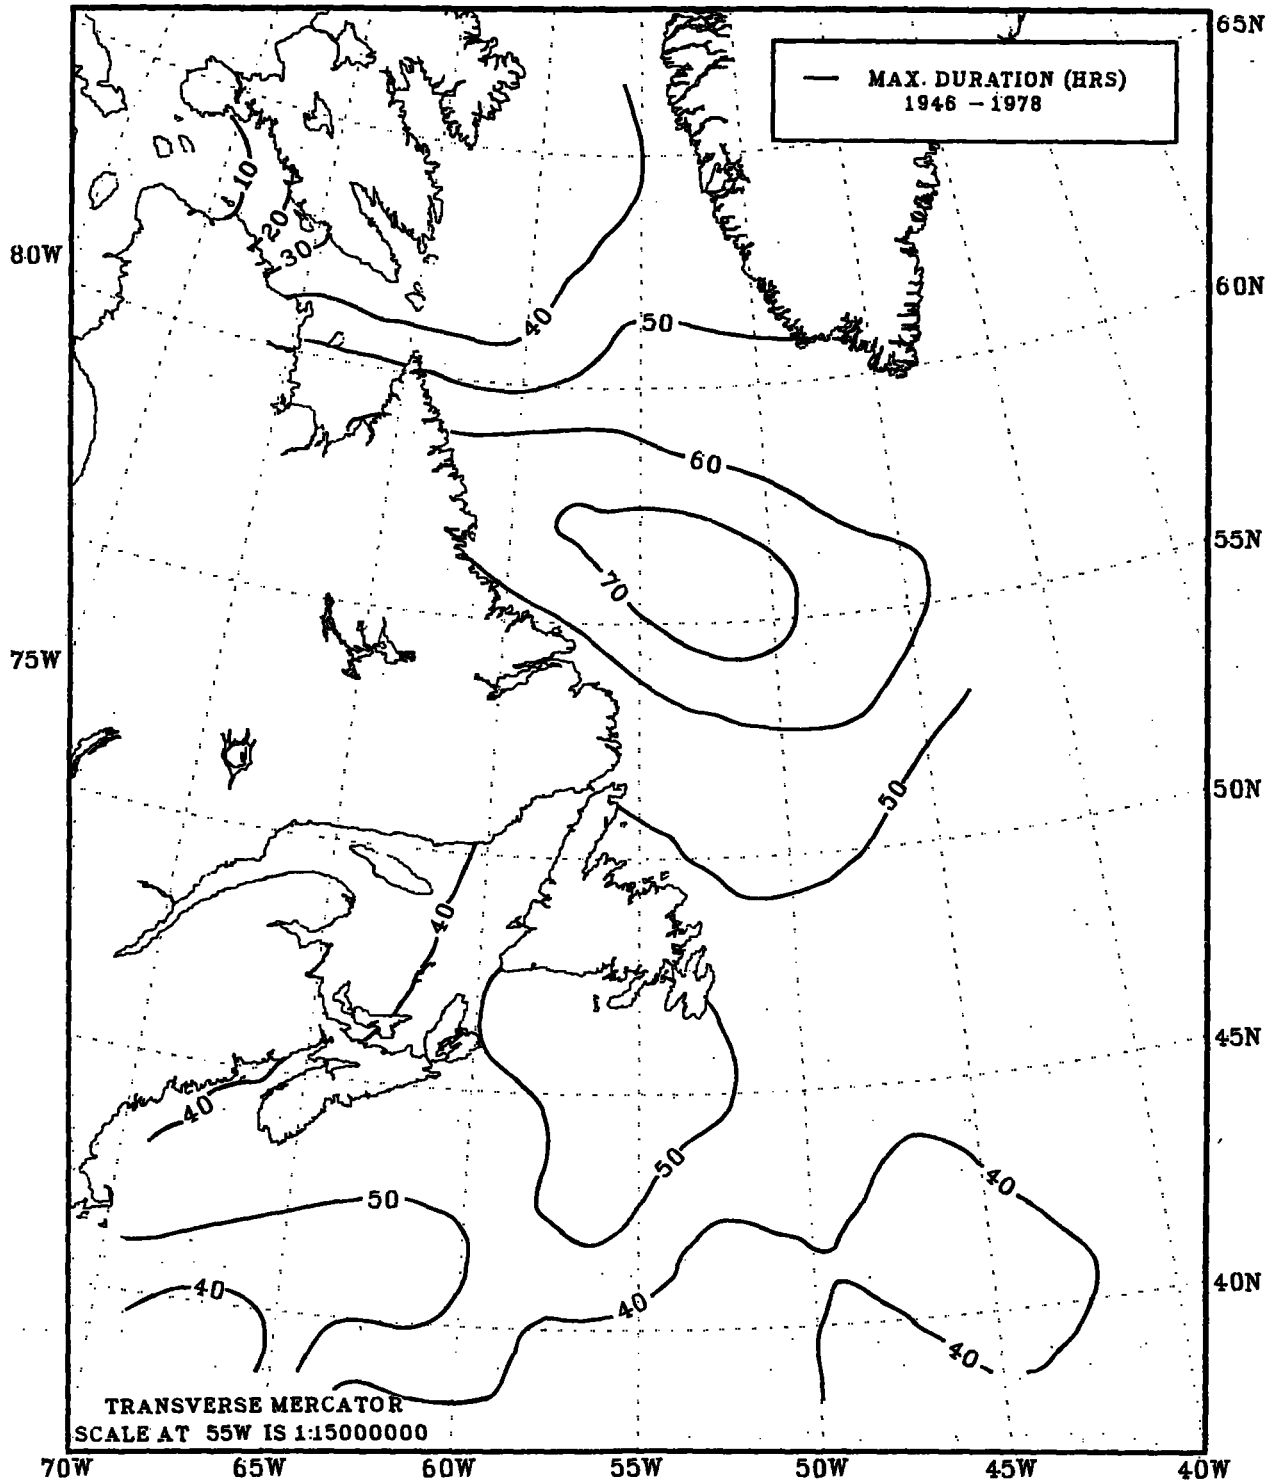 65N
MAX. DURATION (HRS)
1946 - 1978
10
20
80W
30
60N
40
50
60
55N
70
75W
50N
50
40
45N
40
50
40
50
40
40N
40
40
TRANSVERSE MERCATOR
SCALE AT 55W IS 1:15000000
70W 65W 60W 55W 50W 45W 40W